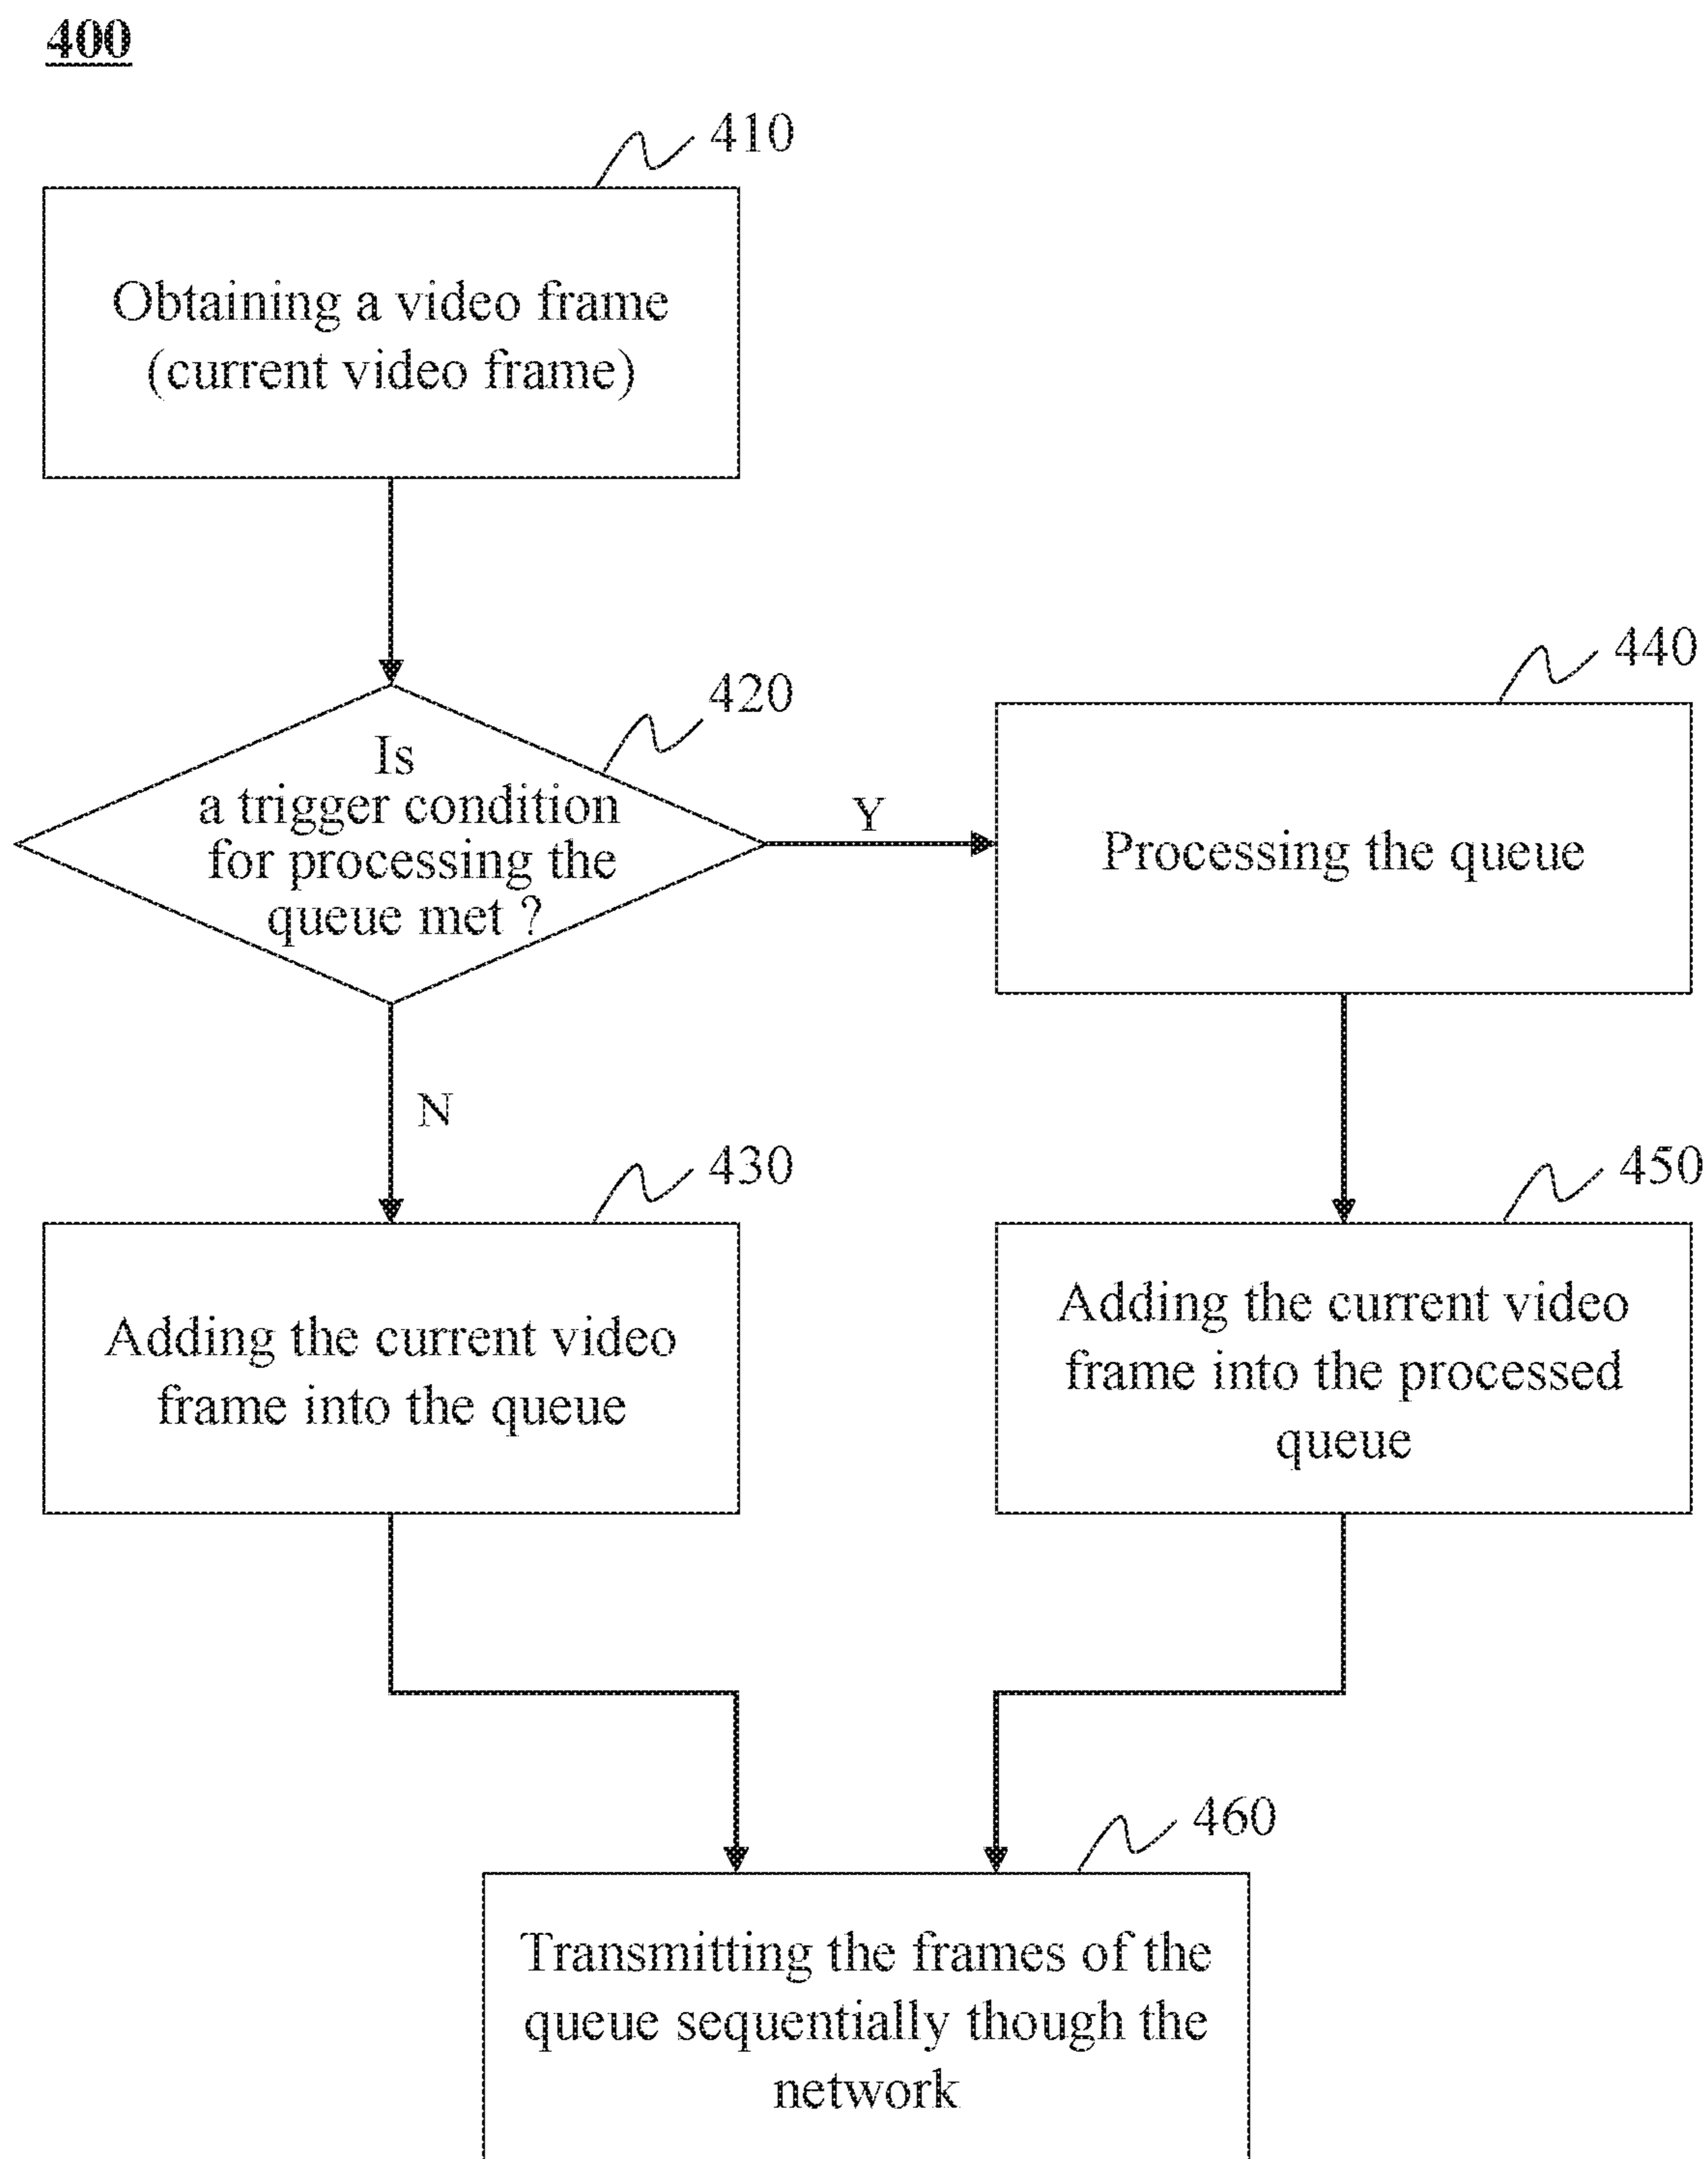 400
410
Obtaining a video frame
(current video frame)
420
Is
a trigger condition
for processing the
queue met ?
Y
440
Processing the queue
N
430
Adding the current video
frame into the queue
450
Adding the current video
frame into the processed
queue
460
Transmitting the frames of the
queue sequentially though the
network